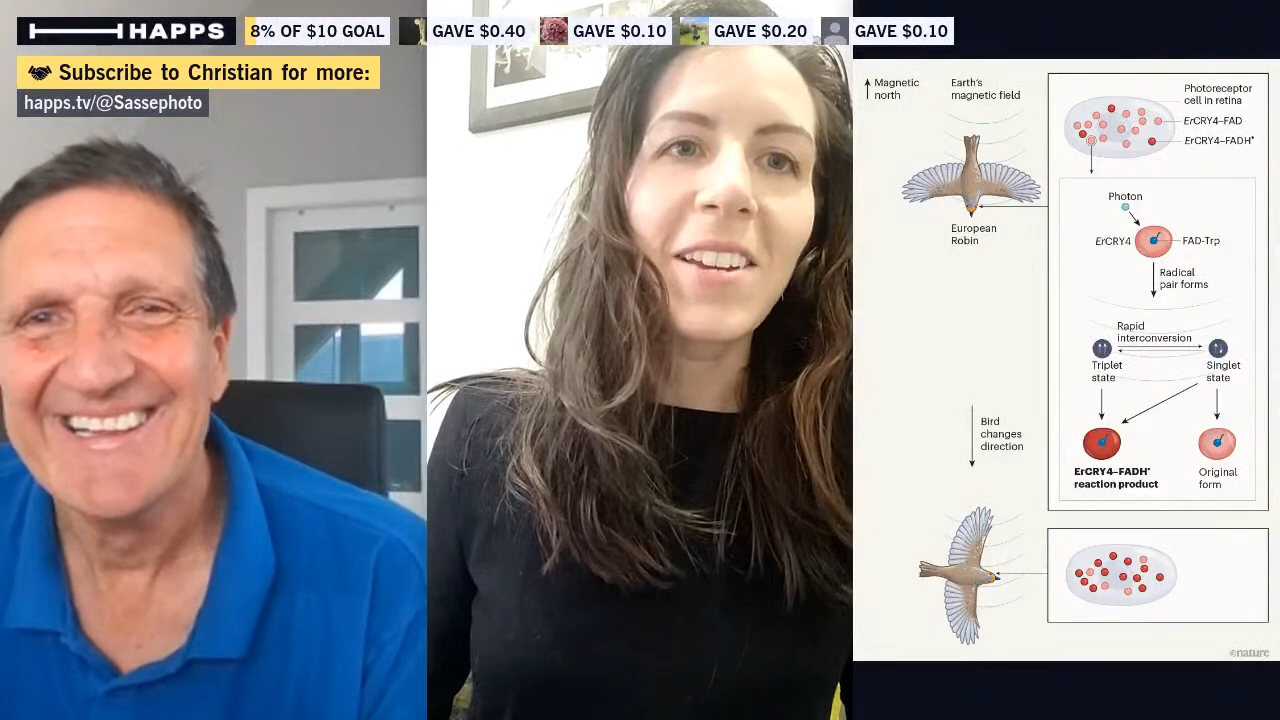 HAPPS
8% OF $10 GOAL
GAVE $0.40
GAVE $0.10
GAVE $0.20
GAVE $0.10
Subscribe to Christian for more:
happs.tv/@Sassephoto
Magnetic
north
Earth's
magnetic field
European
Robin
Bird
changes
direction
Photoreceptor
cell in retina
ErCRY4–FAD
ErCRY4–FADH•
Photon
ErCRY4
FAD-Trp
Radical
pair forms
Rapid
interconversion
Triplet
state
Singlet
state
ErCRY4–FADH•
reaction product
Original
form
©nature